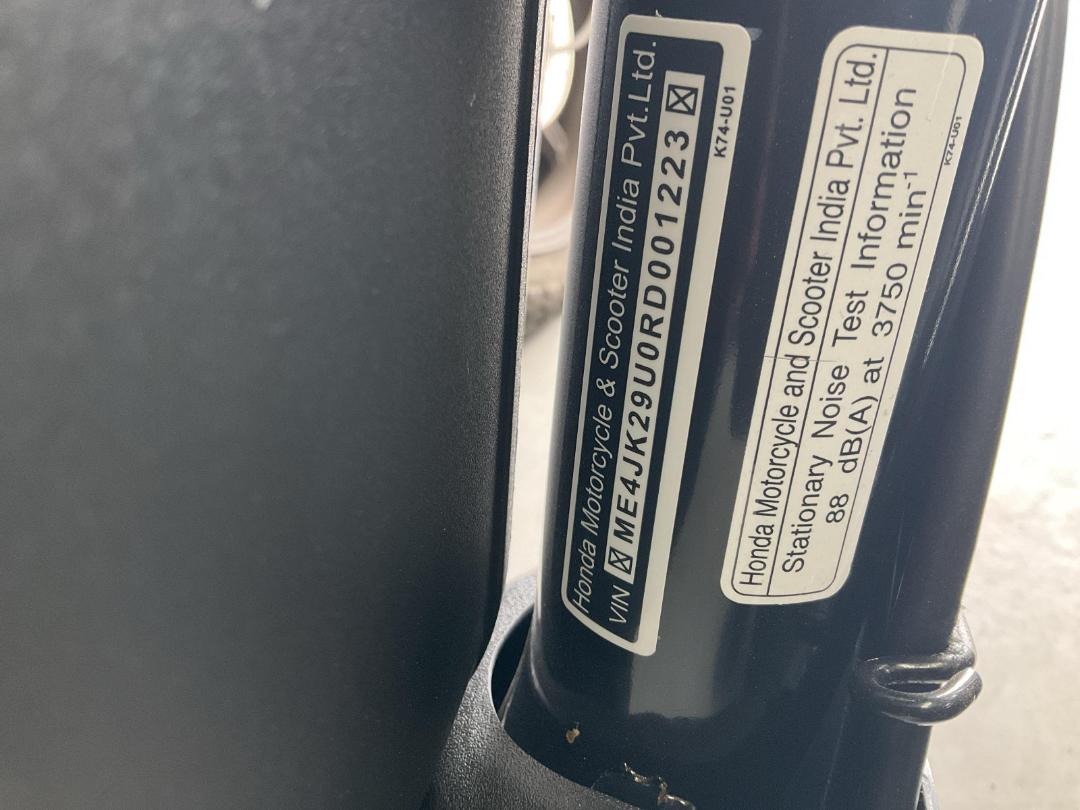 Honda Motorcycle & Scooter India Pvt.Ltd.
VIN ☒ ME4JK29U0RD001223 ☒
K74-U01
Honda Motorcycle and Scooter India Pvt. Ltd.
Stationary Noise Test Information
88 dB(A) at 3750 min⁻¹
K74-U01